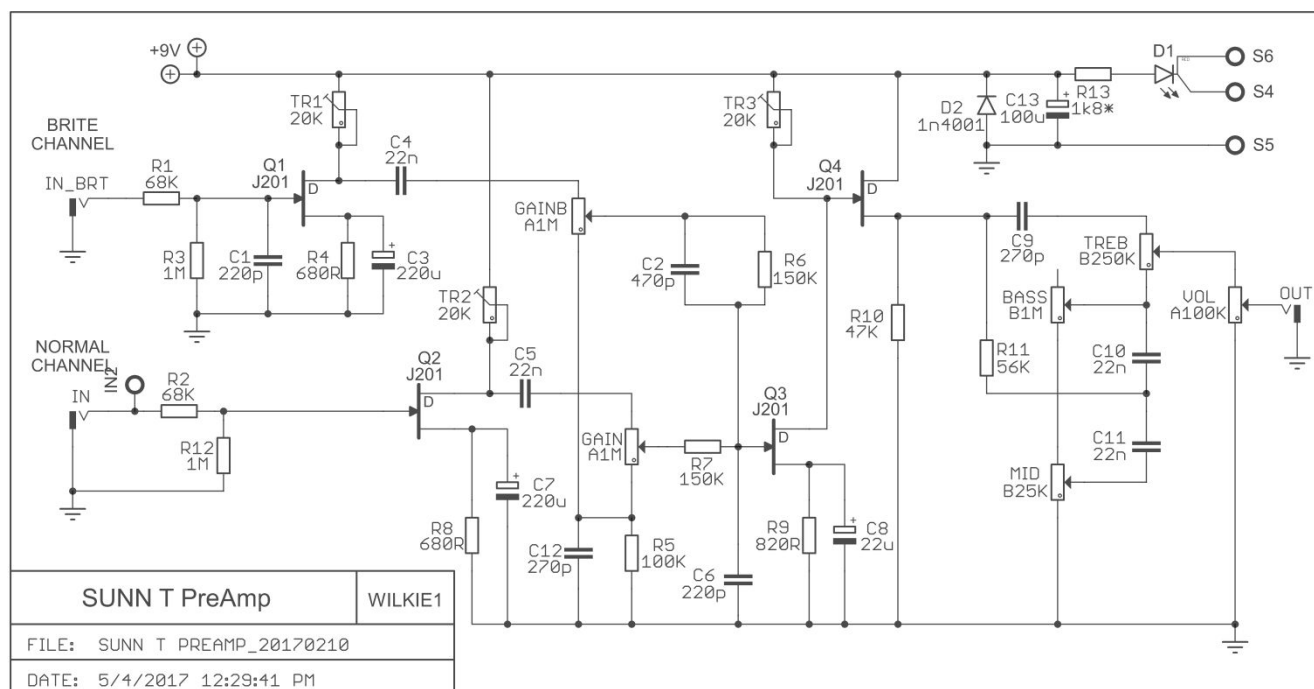 +9V
BRITE
CHANNEL
IN_BRT
R1
68K
R3
1M
C1
220p
Q1
J201
D
R4
680R
C3
220u
TR1
20K
C4
22n
GAINB
A1M
TR2
20K
C2
470p
R6
150K
TR3
20K
Q4
J201
D
D2
1n4001
C13
100u
R13
1k8*
D1
S6
S4
S5
C9
270p
TREB
B250K
BASS
B1M
VOL
A100K
OUT
R10
47K
R11
56K
C10
22n
C11
22n
MID
B25K
NORMAL
CHANNEL
IN
IN2
R2
68K
R12
1M
Q2
J201
D
C5
22n
GAIN
A1M
R7
150K
Q3
J201
D
C7
220u
R8
680R
C12
270p
R5
100K
C6
220p
R9
820R
C8
22u
SUNN T PreAmp
WILKIE1
FILE: SUNN T PREAMP_20170210
DATE: 5/4/2017 12:29:41 PM